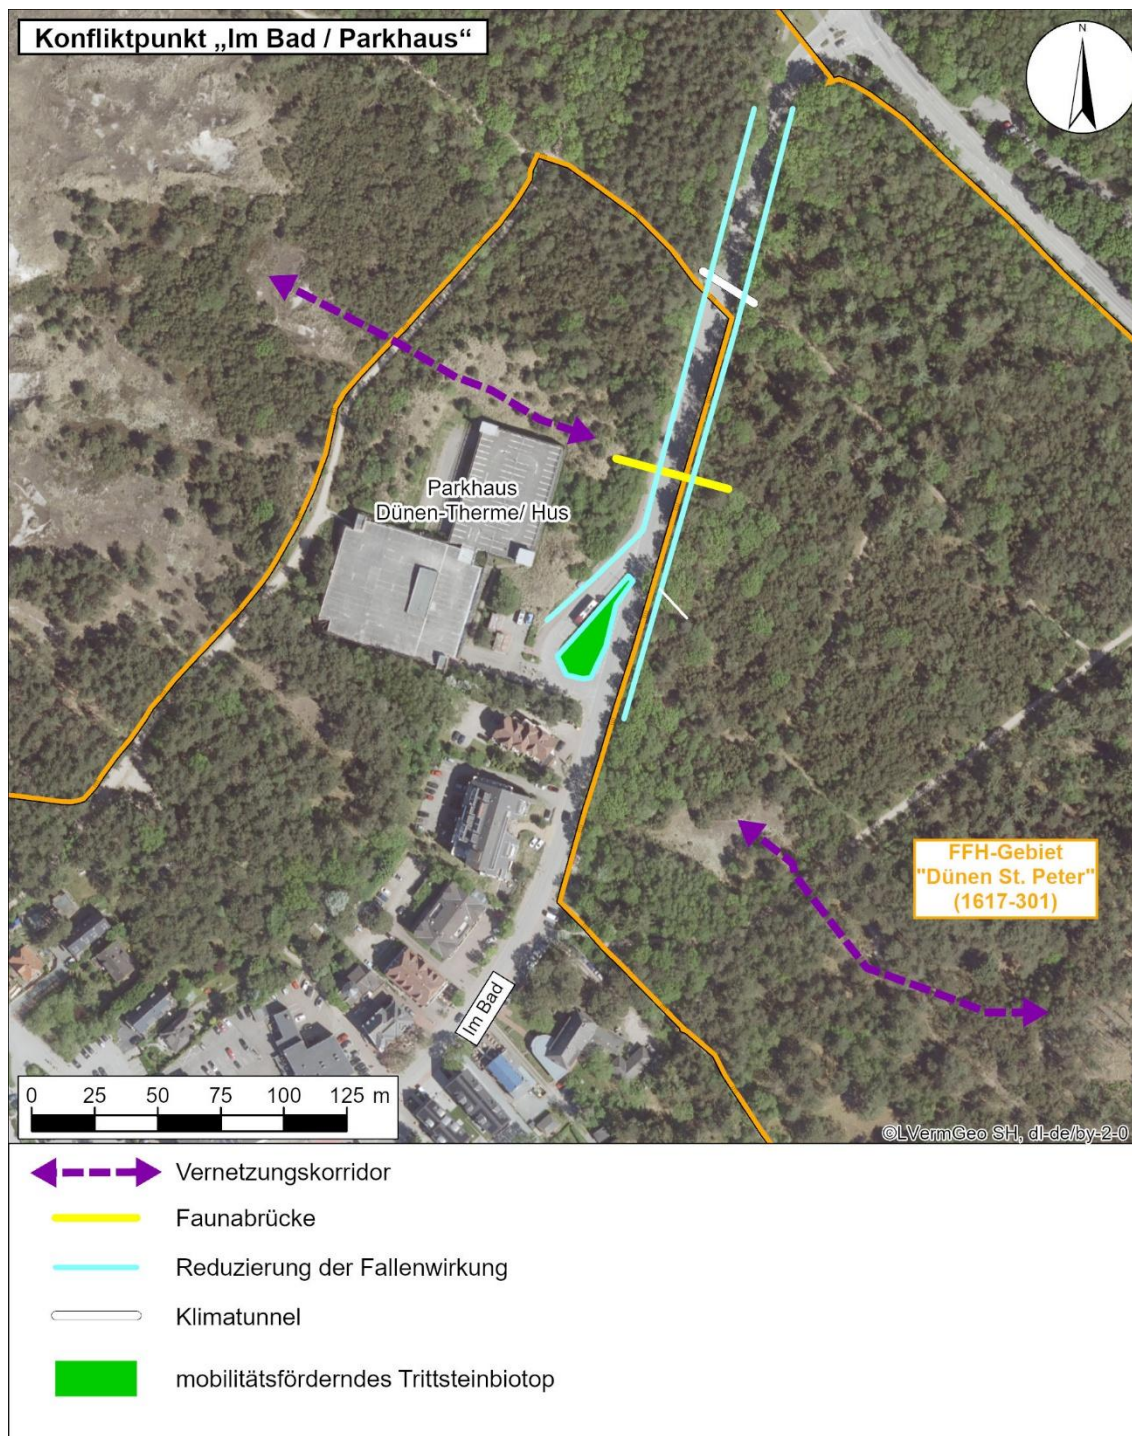 Konfliktpunkt „Im Bad / Parkhaus“
N
Parkhaus
Dünen-Therme/ Hus
FFH-Gebiet
"Dünen St. Peter"
(1617-301)
Im Bad
0 25 50 75 100 125 m
©LVermGeo SH, dl-de/by-2-0
Vernetzungskorridor
Faunabrücke
Reduzierung der Fallenwirkung
Klimatunnel
mobilitätsförderndes Trittsteinbiotop